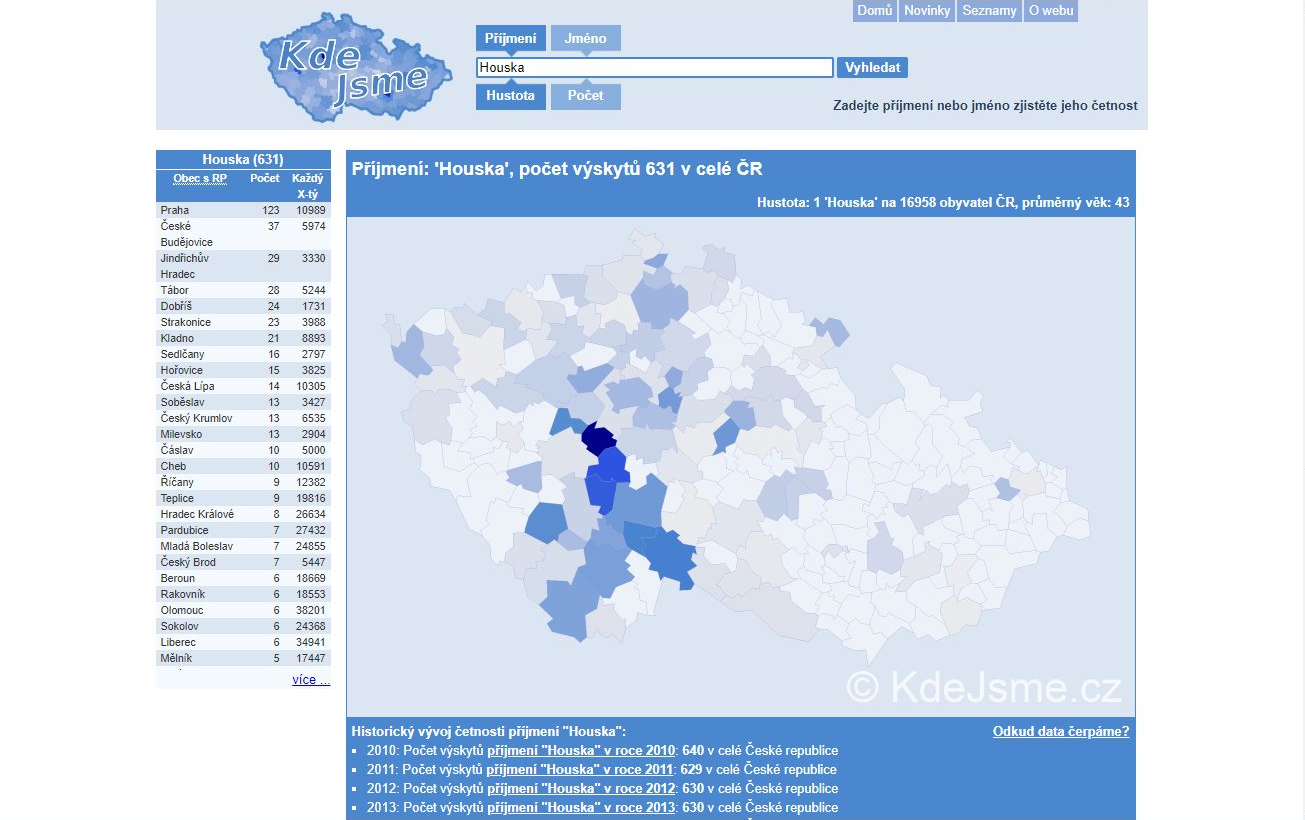 Domů Novinky Seznamy O webu
Kde
Jsme
Příjmení Jméno
Houska Vyhledat
Hustota Počet
Zadejte příjmení nebo jméno zjistěte jeho četnost
Houska (631)
Obec s RP Počet Každý
X-tý
Praha 123 10989
České 37 5974
Budějovice
Jindřichův 29 3330
Hradec
Tábor 28 5244
Dobříš 24 1731
Strakonice 23 3988
Kladno 21 8893
Sedlčany 16 2797
Hořovice 15 3825
Česká Lípa 14 10305
Soběslav 13 3427
Český Krumlov 13 6535
Milevsko 13 2904
Čáslav 10 5000
Cheb 10 10591
Říčany 9 12382
Teplice 9 19816
Hradec Králové 8 26634
Pardubice 7 27432
Mladá Boleslav 7 24855
Český Brod 7 5447
Beroun 6 18669
Rakovník 6 18553
Olomouc 6 38201
Sokolov 6 24368
Liberec 6 34941
Mělník 5 17447
více ...
Příjmení: 'Houska', počet výskytů 631 v celé ČR
Hustota: 1 'Houska' na 16958 obyvatel ČR, průměrný věk: 43
© KdeJsme.cz
Historický vývoj četnosti příjmení "Houska": Odkud data čerpáme?
▪ 2010: Počet výskytů příjmení "Houska" v roce 2010: 640 v celé České republice
▪ 2011: Počet výskytů příjmení "Houska" v roce 2011: 629 v celé České republice
▪ 2012: Počet výskytů příjmení "Houska" v roce 2012: 630 v celé České republice
▪ 2013: Počet výskytů příjmení "Houska" v roce 2013: 630 v celé České republice